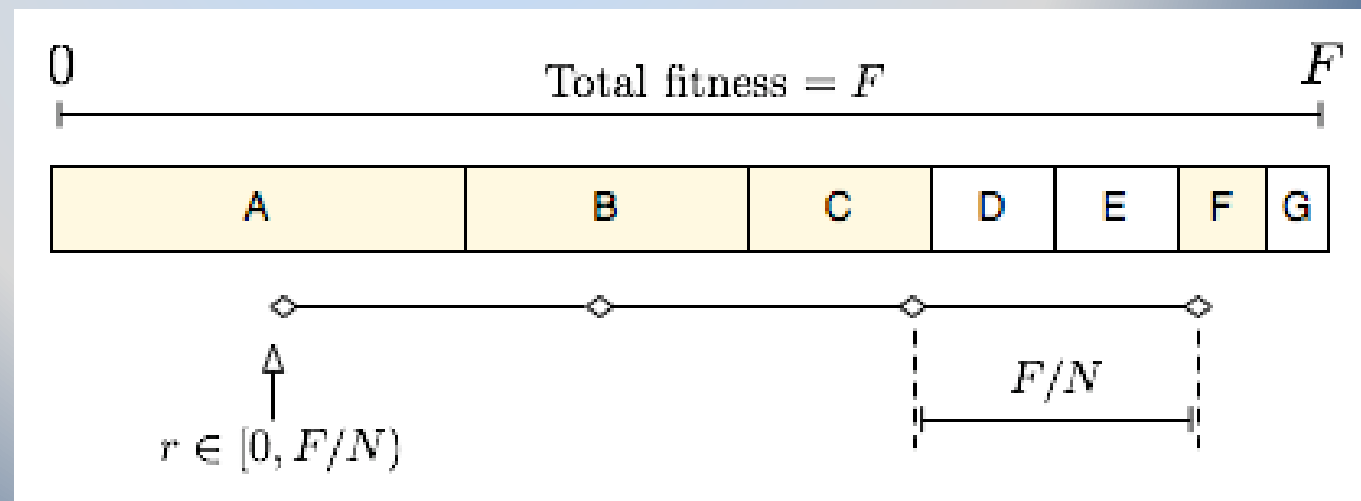 0 F
Total fitness = F
A B C D E F G
F/N
r ∈ [0, F/N)